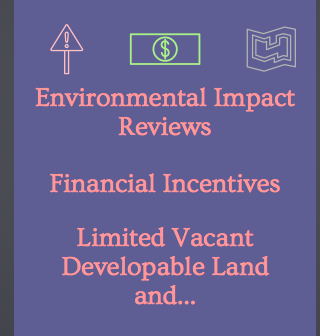 $
Environmental Impact
Reviews
Financial Incentives
Limited Vacant
Developable Land
and...